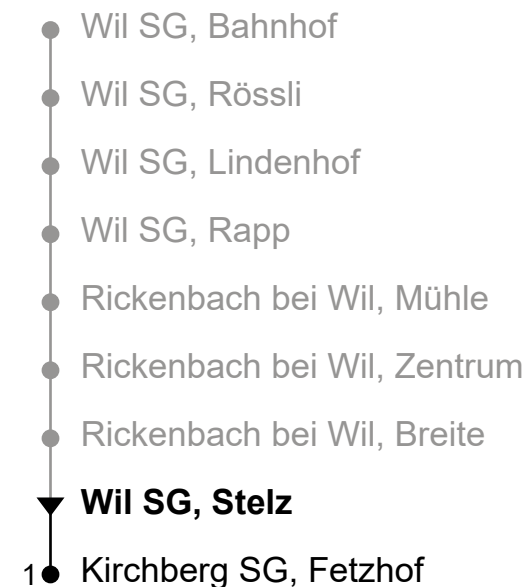 Wil SG, Bahnhof
Wil SG, Rössli
Wil SG, Lindenhof
Wil SG, Rapp
Rickenbach bei Wil, Mühle
Rickenbach bei Wil, Zentrum
Rickenbach bei Wil, Breite
Wil SG, Stelz
1 Kirchberg SG, Fetzhof